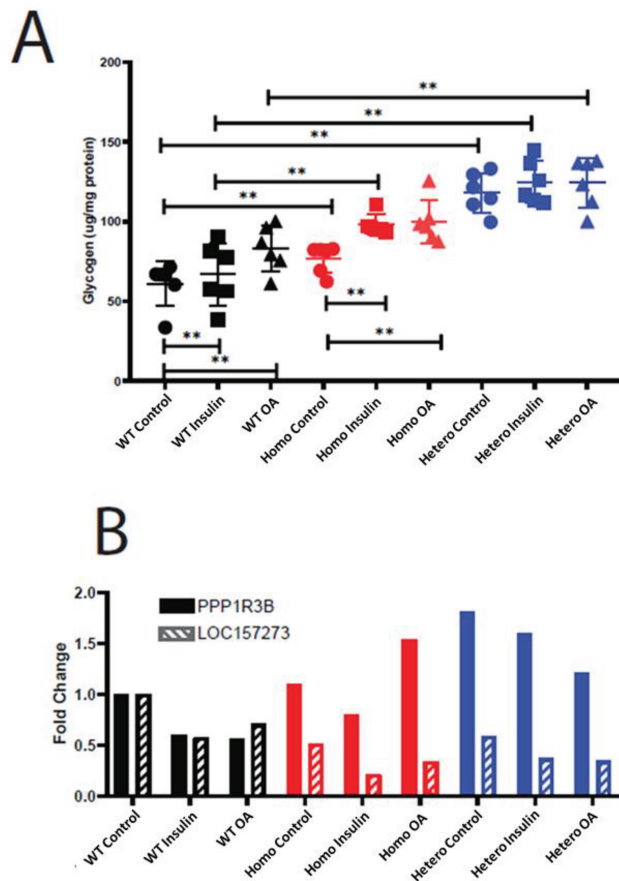 A
200
150
100
50
0
Glycogen (ug/mg protein)
**
**
**
**
**
**
**
**
**
WT Control
WT Insulin
WT OA
Homo Control
Homo Insulin
Homo OA
Hetero Control
Hetero Insulin
Hetero OA
B
PPP1R3B
LOC157273
2.0
1.5
1.0
0.5
0.0
Fold Change
WT Control
WT Insulin
WT OA
Homo Control
Homo Insulin
Homo OA
Hetero Control
Hetero Insulin
Hetero OA